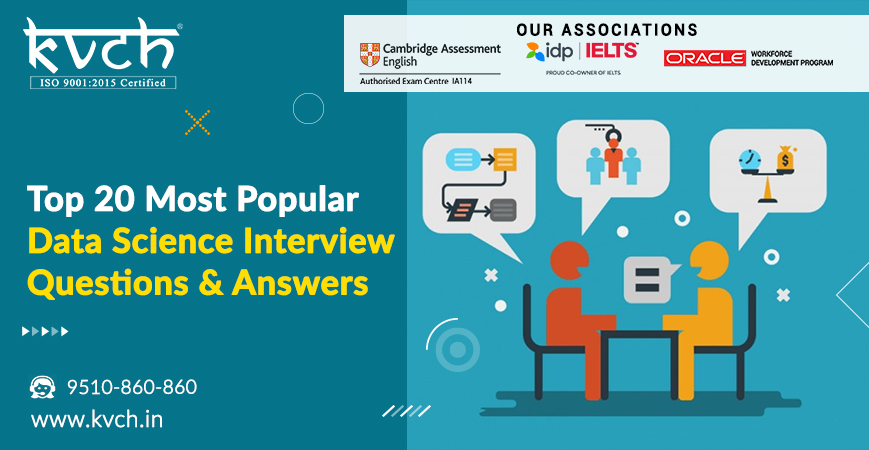 kvch®
ISO 9001:2015 Certified
OUR ASSOCIATIONS
Cambridge Assessment
English
Authorised Exam Centre IA114
idp | IELTS™
PROUD CO-OWNER OF IELTS
ORACLE WORKFORCE
DEVELOPMENT PROGRAM
Top 20 Most Popular
Data Science Interview
Questions & Answers
9510-860-860
www.kvch.in
$